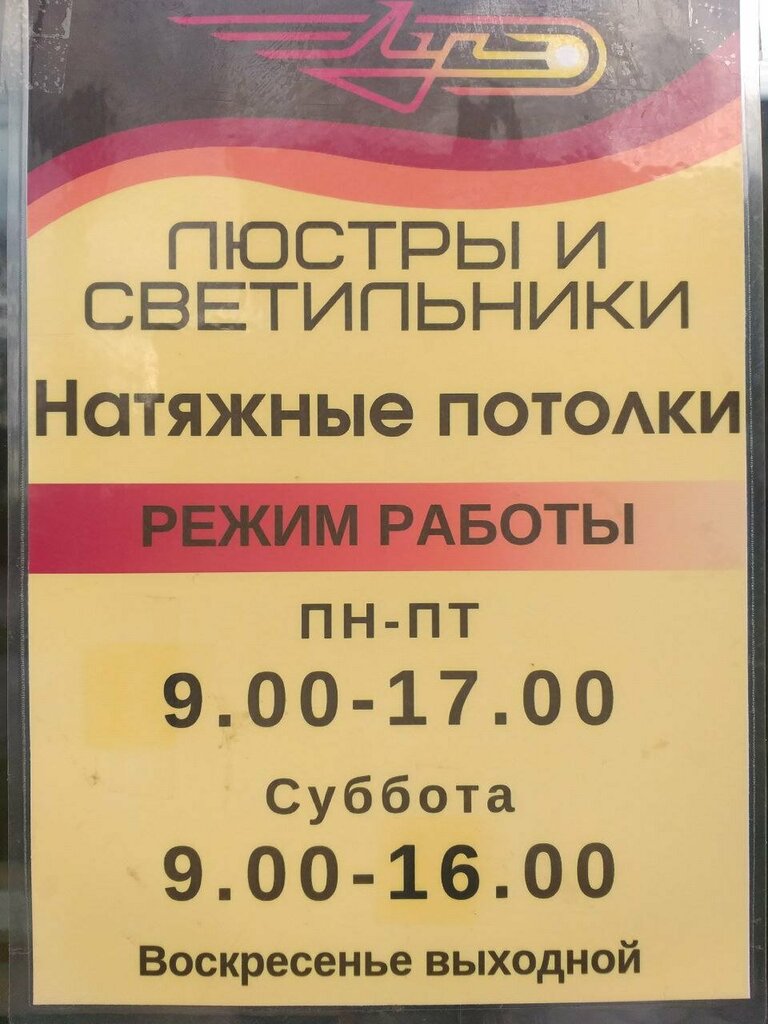 ЛЮСТРЫ И
СВЕТИЛЬНИКИ
Натяжные потолки
РЕЖИМ РАБОТЫ
ПН-ПТ
9.00-17.00
Суббота
9.00-16.00
Воскресенье выходной